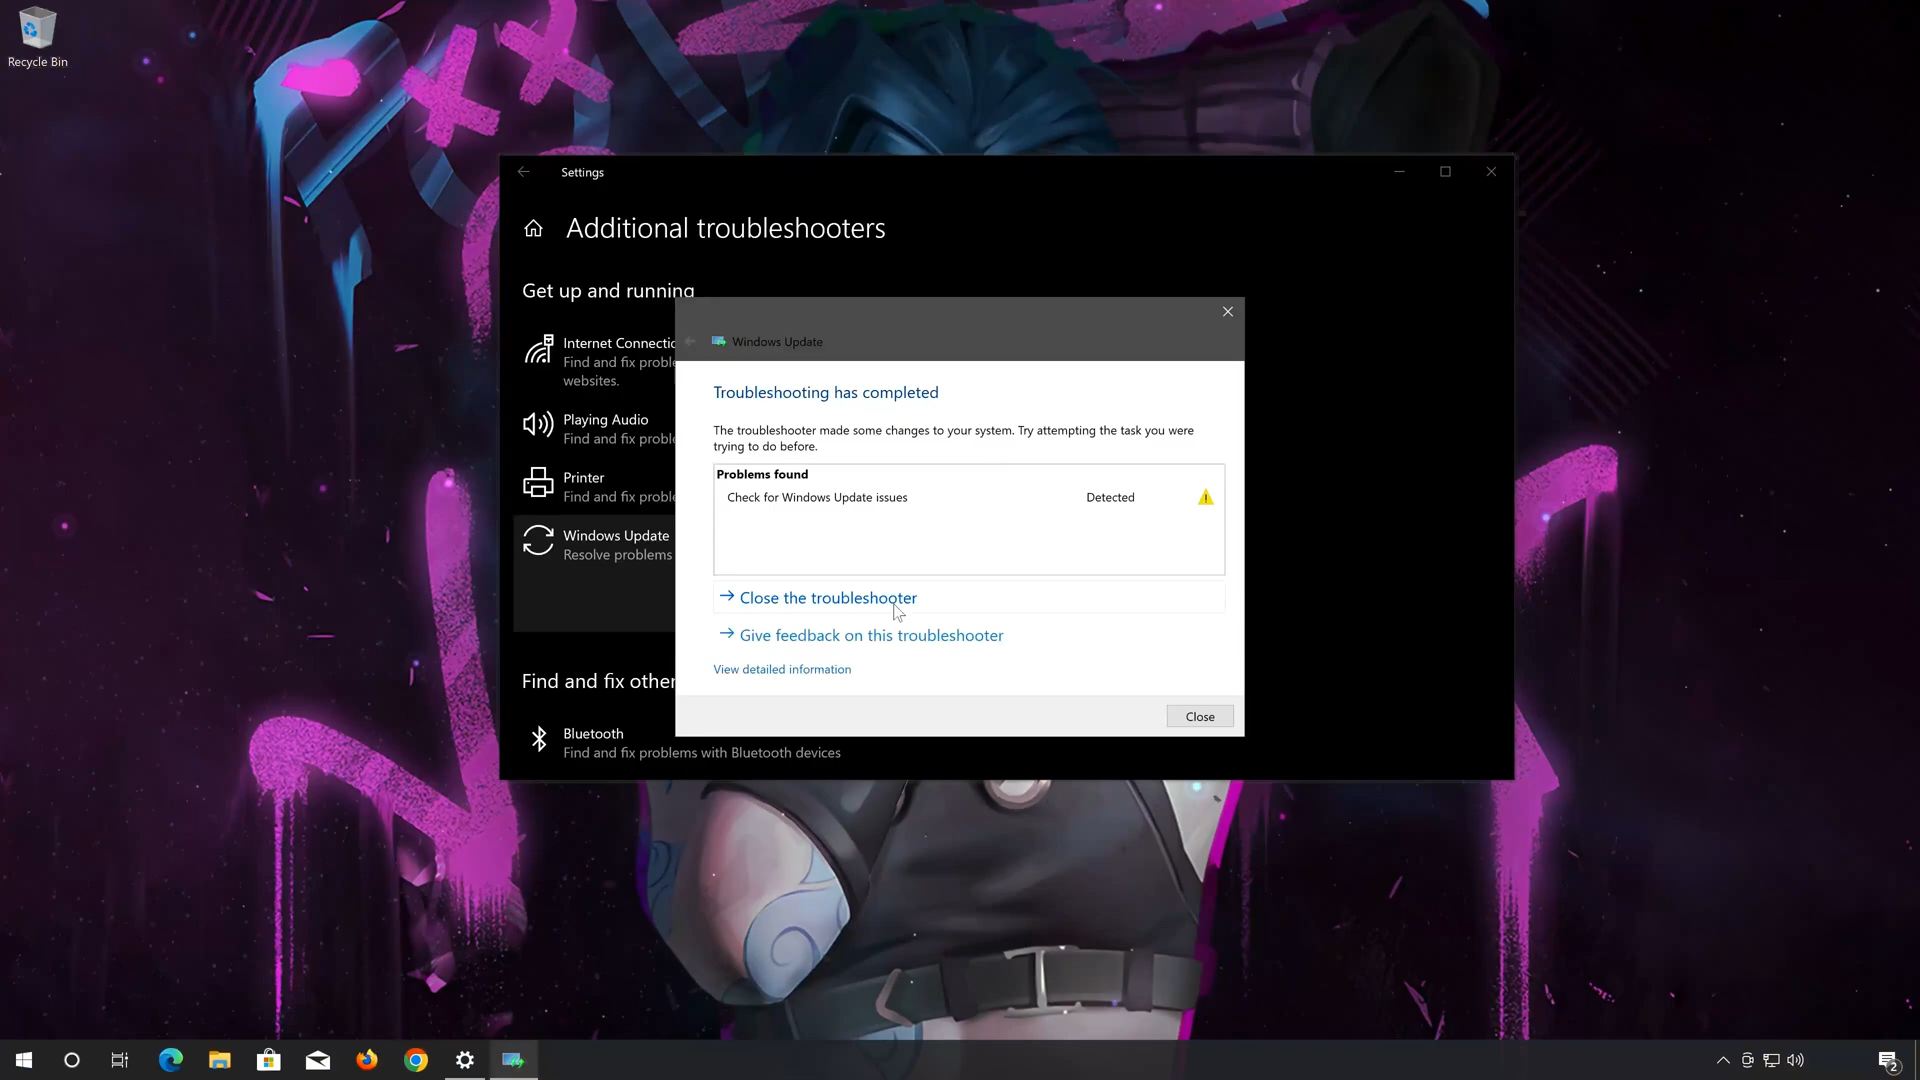 Recycle Bin
Settings
Additional troubleshooters
Get up and running
Internet Connectio
Find and fix proble
websites.
Playing Audio
Find and fix proble
Printer
Find and fix proble
Windows Update
Resolve problems
Find and fix other
Bluetooth
Find and fix problems with Bluetooth devices
Windows Update
Troubleshooting has completed
The troubleshooter made some changes to your system. Try attempting the task you were
trying to do before.
Problems found
Check for Windows Update issues Detected
Close the troubleshooter
Give feedback on this troubleshooter
View detailed information
Close
2